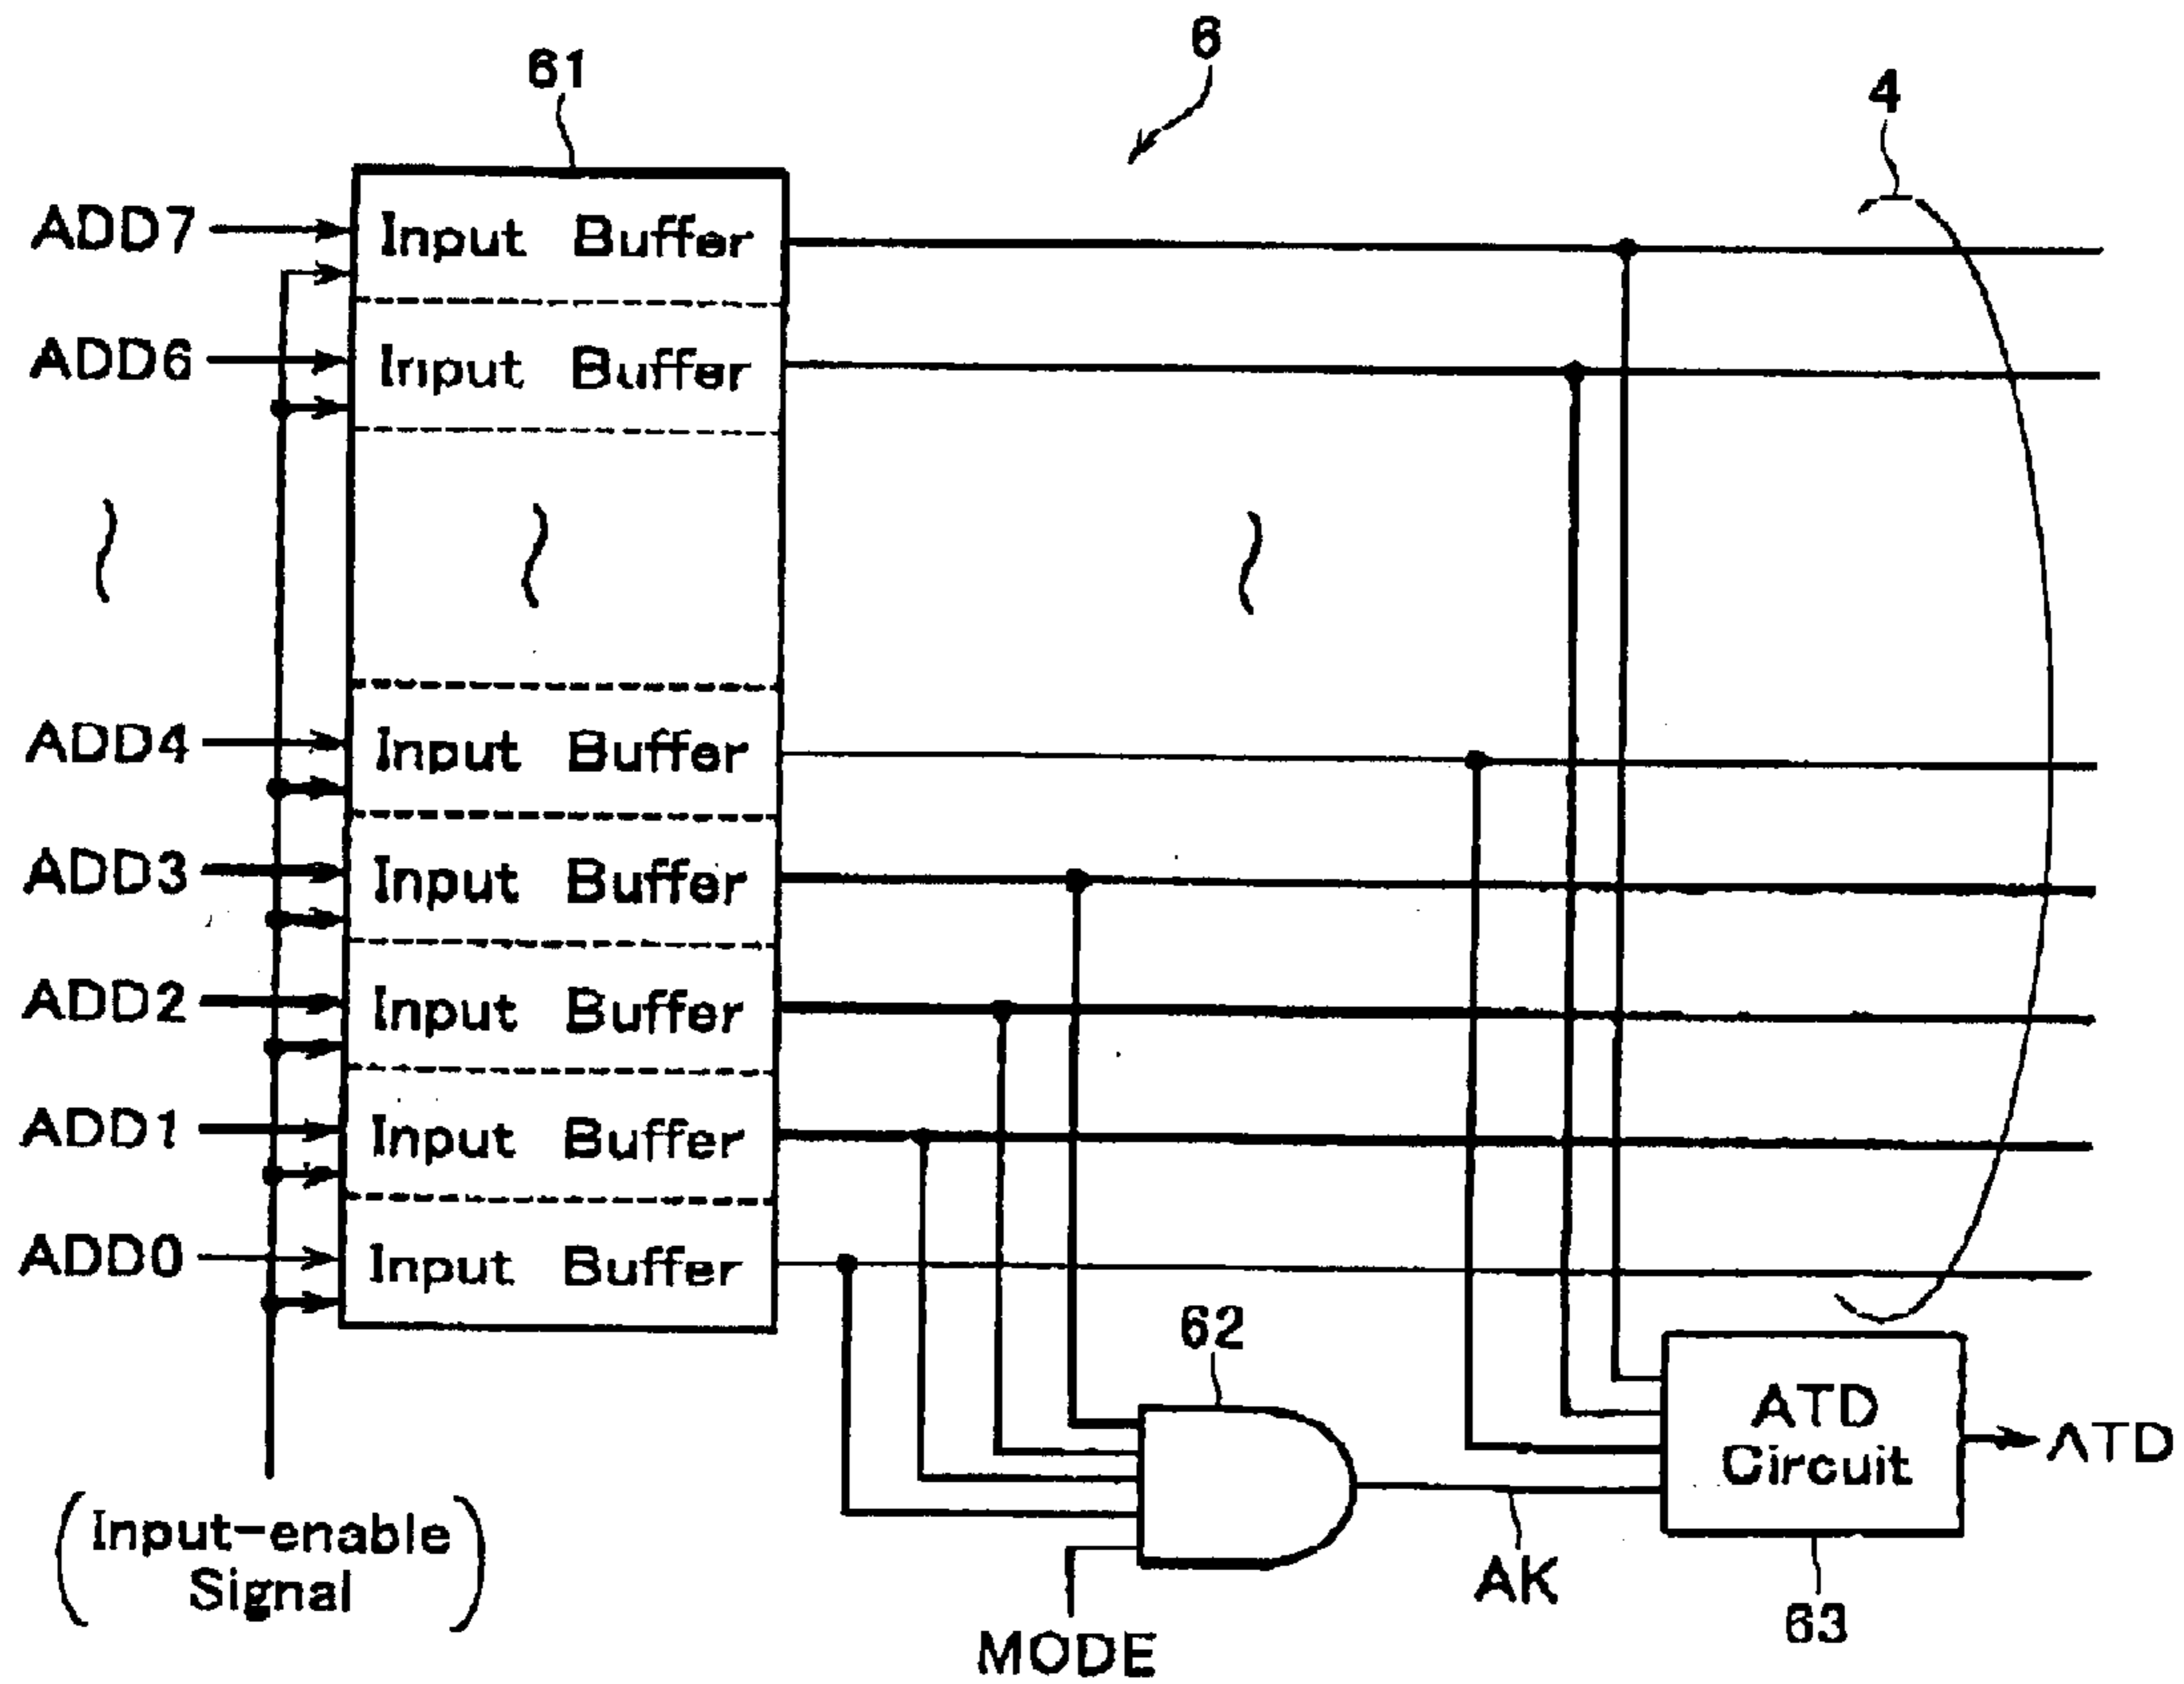 6
61
4
ADD7
Input Buffer
ADD6
Input Buffer
ADD4
Input Buffer
ADD3
Input Buffer
ADD2
Input Buffer
ADD1
Input Buffer
ADD0
Input Buffer
62
ATD
Circuit
ATD
(Input-enable
Signal)
AK
63
MODE